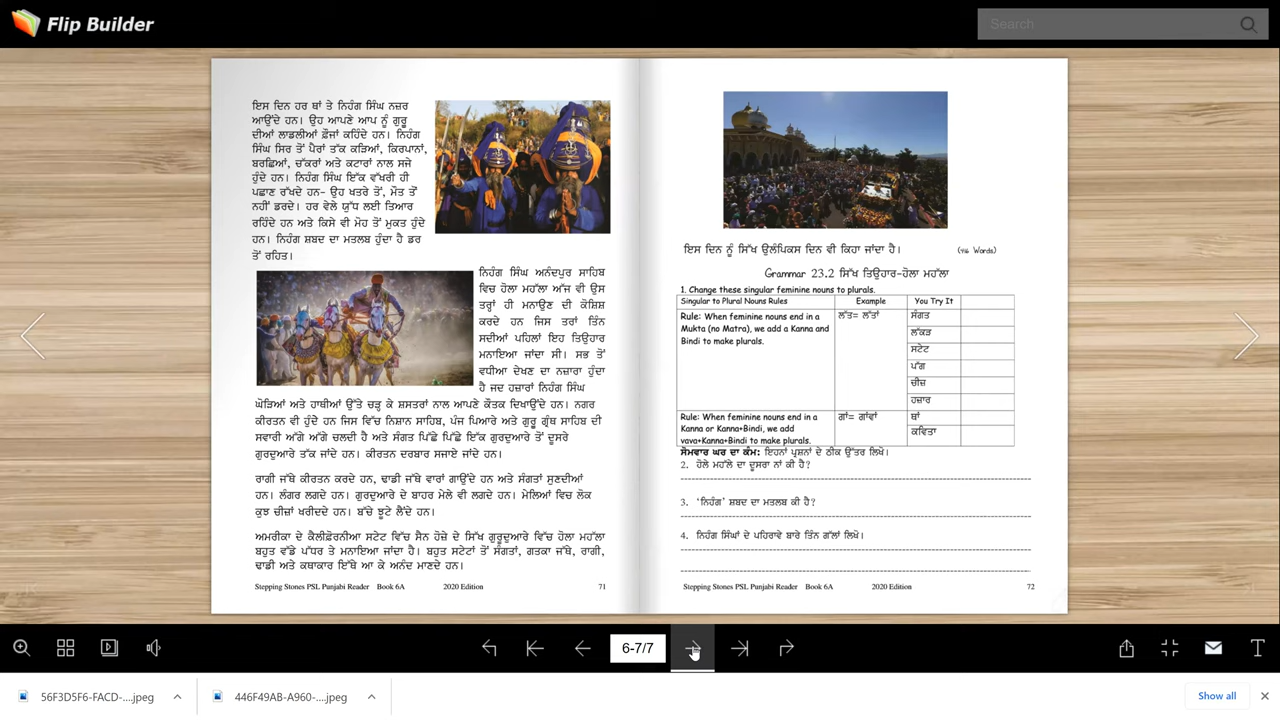 Flip Builder
Search
ਇਸ ਦਿਨ ਹਰ ਥਾਂ ਤੇ ਨਿਹੰਗ ਸਿੰਘ ਨਜ਼ਰ
ਆਉਂਦੇ ਹਨ। ਉਹ ਆਪਣੇ ਆਪ ਨੂੰ ਗੁਰੂ
ਦੀਆਂ ਲਾਡਲੀਆਂ ਫ਼ੌਜਾਂ ਕਹਿੰਦੇ ਹਨ। ਨਿਹੰਗ
ਸਿੰਘ ਸਿਰ ਤੋਂ ਪੈਰਾਂ ਤੱਕ ਕੜਿਆਂ, ਕਿਰਪਾਨਾਂ,
ਬਰਛਿਆਂ, ਚੱਕਰਾਂ ਅਤੇ ਕਟਾਰਾਂ ਨਾਲ ਸਜੇ
ਹੁੰਦੇ ਹਨ। ਨਿਹੰਗ ਸਿੰਘ ਇੱਕ ਵੱਖਰੀ ਹੀ
ਪਛਾਣ ਰੱਖਦੇ ਹਨ- ਉਹ ਖਤਰੇ ਤੋਂ, ਮੌਤ ਤੋਂ
ਨਹੀਂ ਡਰਦੇ। ਹਰ ਵੇਲੇ ਯੁੱਧ ਲਈ ਤਿਆਰ
ਰਹਿੰਦੇ ਹਨ ਅਤੇ ਕਿਸੇ ਵੀ ਮੋਹ ਤੋਂ ਮੁਕਤ ਹੁੰਦੇ
ਹਨ। ਨਿਹੰਗ ਸ਼ਬਦ ਦਾ ਮਤਲਬ ਹੁੰਦਾ ਹੈ ਡਰ
ਤੋਂ ਰਹਿਤ।
ਨਿਹੰਗ ਸਿੰਘ ਅਨੰਦਪੁਰ ਸਾਹਿਬ
ਵਿਚ ਹੋਲਾ ਮਹੱਲਾ ਅੱਜ ਵੀ ਉਸ
ਤਰ੍ਹਾਂ ਹੀ ਮਨਾਉਣ ਦੀ ਕੋਸ਼ਿਸ਼
ਕਰਦੇ ਹਨ ਜਿਸ ਤਰਾਂ ਤਿੰਨ
ਸਦੀਆਂ ਪਹਿਲਾਂ ਇਹ ਤਿਉਹਾਰ
ਮਨਾਇਆ ਜਾਂਦਾ ਸੀ। ਸਭ ਤੋਂ
ਵਧੀਆ ਦੇਖਣ ਦਾ ਨਜ਼ਾਰਾ ਹੁੰਦਾ
ਹੈ ਜਦ ਹਜ਼ਾਰਾਂ ਨਿਹੰਗ ਸਿੰਘ
ਘੋੜਿਆਂ ਅਤੇ ਹਾਥੀਆਂ ਉੱਤੇ ਚੜ੍ਹ ਕੇ ਸ਼ਸਤਰਾਂ ਨਾਲ ਆਪਣੇ ਕੌਤਕ ਦਿਖਾਉਂਦੇ ਹਨ। ਨਗਰ
ਕੀਰਤਨ ਵੀ ਹੁੰਦੇ ਹਨ ਜਿਸ ਵਿੱਚ ਨਿਸ਼ਾਨ ਸਾਹਿਬ, ਪੰਜ ਪਿਆਰੇ ਅਤੇ ਗੁਰੂ ਗ੍ਰੰਥ ਸਾਹਿਬ ਦੀ
ਸਵਾਰੀ ਅੱਗੇ ਅੱਗੇ ਚਲਦੀ ਹੈ ਅਤੇ ਸੰਗਤ ਪਿੱਛੇ ਪਿੱਛੇ ਇੱਕ ਗੁਰਦੁਆਰੇ ਤੋਂ ਦੂਸਰੇ
ਗੁਰਦੁਆਰੇ ਤੱਕ ਜਾਂਦੇ ਹਨ। ਕੀਰਤਨ ਦਰਬਾਰ ਸਜਾਏ ਜਾਂਦੇ ਹਨ।
ਰਾਗੀ ਜੱਥੇ ਕੀਰਤਨ ਕਰਦੇ ਹਨ, ਢਾਡੀ ਜੱਥੇ ਵਾਰਾਂ ਗਾਉਂਦੇ ਹਨ ਅਤੇ ਸੰਗਤਾਂ ਸੁਣਦੀਆਂ
ਹਨ। ਲੰਗਰ ਲਗਦੇ ਹਨ। ਗੁਰਦੁਆਰੇ ਦੇ ਬਾਹਰ ਮੇਲੇ ਵੀ ਲਗਦੇ ਹਨ। ਮੇਲਿਆਂ ਵਿਚ ਲੋਕ
ਕੁਝ ਚੀਜ਼ਾਂ ਖਰੀਦਦੇ ਹਨ। ਬੱਚੇ ਝੂਟੇ ਲੈਂਦੇ ਹਨ।
ਅਮਰੀਕਾ ਦੇ ਕੈਲੀਫ਼ੋਰਨੀਆ ਸਟੇਟ ਵਿੱਚ ਸੈਨ ਹੋਜ਼ੇ ਦੇ ਸਿੱਖ ਗੁਰੂਦੁਆਰੇ ਵਿੱਚ ਹੋਲਾ ਮਹੱਲਾ
ਬਹੁਤ ਵੱਡੇ ਪੱਧਰ ਤੇ ਮਨਾਇਆ ਜਾਂਦਾ ਹੈ। ਬਹੁਤ ਸਟੇਟਾਂ ਤੋਂ ਸੰਗਤਾਂ, ਗਤਕਾ ਜੱਥੇ, ਰਾਗੀ,
ਢਾਡੀ ਅਤੇ ਕਥਾਕਾਰ ਇੱਥੇ ਆ ਕੇ ਅਨੰਦ ਮਾਣਦੇ ਹਨ।
Stepping Stones PSL Punjabi Reader Book 6A 2020 Edition 71
ਇਸ ਦਿਨ ਨੂੰ ਸਿੱਖ ਉਲੰਪਿਕਸ ਦਿਨ ਵੀ ਕਿਹਾ ਜਾਂਦਾ ਹੈ। (416 Words)
Grammar 23.2 ਸਿੱਖ ਤਿਉਹਾਰ-ਹੋਲਾ ਮਹੱਲਾ
1. Change these singular feminine nouns to plurals.
Singular to Plural Nouns Rules Example You Try It
Rule: When feminine nouns end in a ਲੱਤ= ਲੱਤਾਂ ਸੰਗਤ
Mukta (no Matra), we add a Kanna and ਲੱਕੜ
Bindi to make plurals. ਸਟੇਟ
ਪੱਗ
ਚੀਜ਼
ਹਜ਼ਾਰ
Rule: When feminine nouns end in a ਗਾਂ= ਗਾਂਵਾਂ ਥਾਂ
Kanna or Kanna+Bindi, we add ਕਵਿਤਾ
vava+Kanna+Bindi to make plurals.
ਸੋਮਵਾਰ ਘਰ ਦਾ ਕੰਮ: ਇਹਨਾਂ ਪ੍ਰਸ਼ਨਾਂ ਦੇ ਠੀਕ ਉੱਤਰ ਲਿਖੋ।
2. ਹੋਲੇ ਮਹੱਲੇ ਦਾ ਦੂਸਰਾ ਨਾਂ ਕੀ ਹੈ?
3. ‘ਨਿਹੰਗ’ ਸ਼ਬਦ ਦਾ ਮਤਲਬ ਕੀ ਹੈ?
4. ਨਿਹੰਗ ਸਿੰਘਾਂ ਦੇ ਪਹਿਰਾਵੇ ਬਾਰੇ ਤਿੰਨ ਗੱਲਾਂ ਲਿਖੋ।
Stepping Stones PSL Punjabi Reader Book 6A 2020 Edition 72
6-7/7
56F3D5F6-FACD-....jpeg
446F49AB-A960-....jpeg
Show all